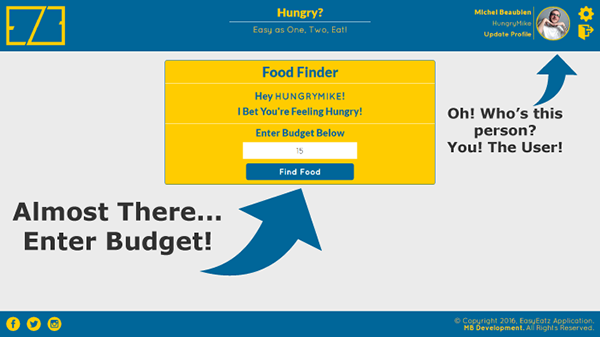 EZ
Hungry?
Easy as One, Two, Eat!
Michel Beaubien
HungryMike
Update Profile
Food Finder
Hey HUNGRYMIKE!
I Bet You're Feeling Hungry!
Enter Budget Below
15
Find Food
Oh! Who's this
person?
You! The User!
Almost There...
Enter Budget!
© Copyright 2016, EasyEatz Application.
MB Development. All Rights Reserved.